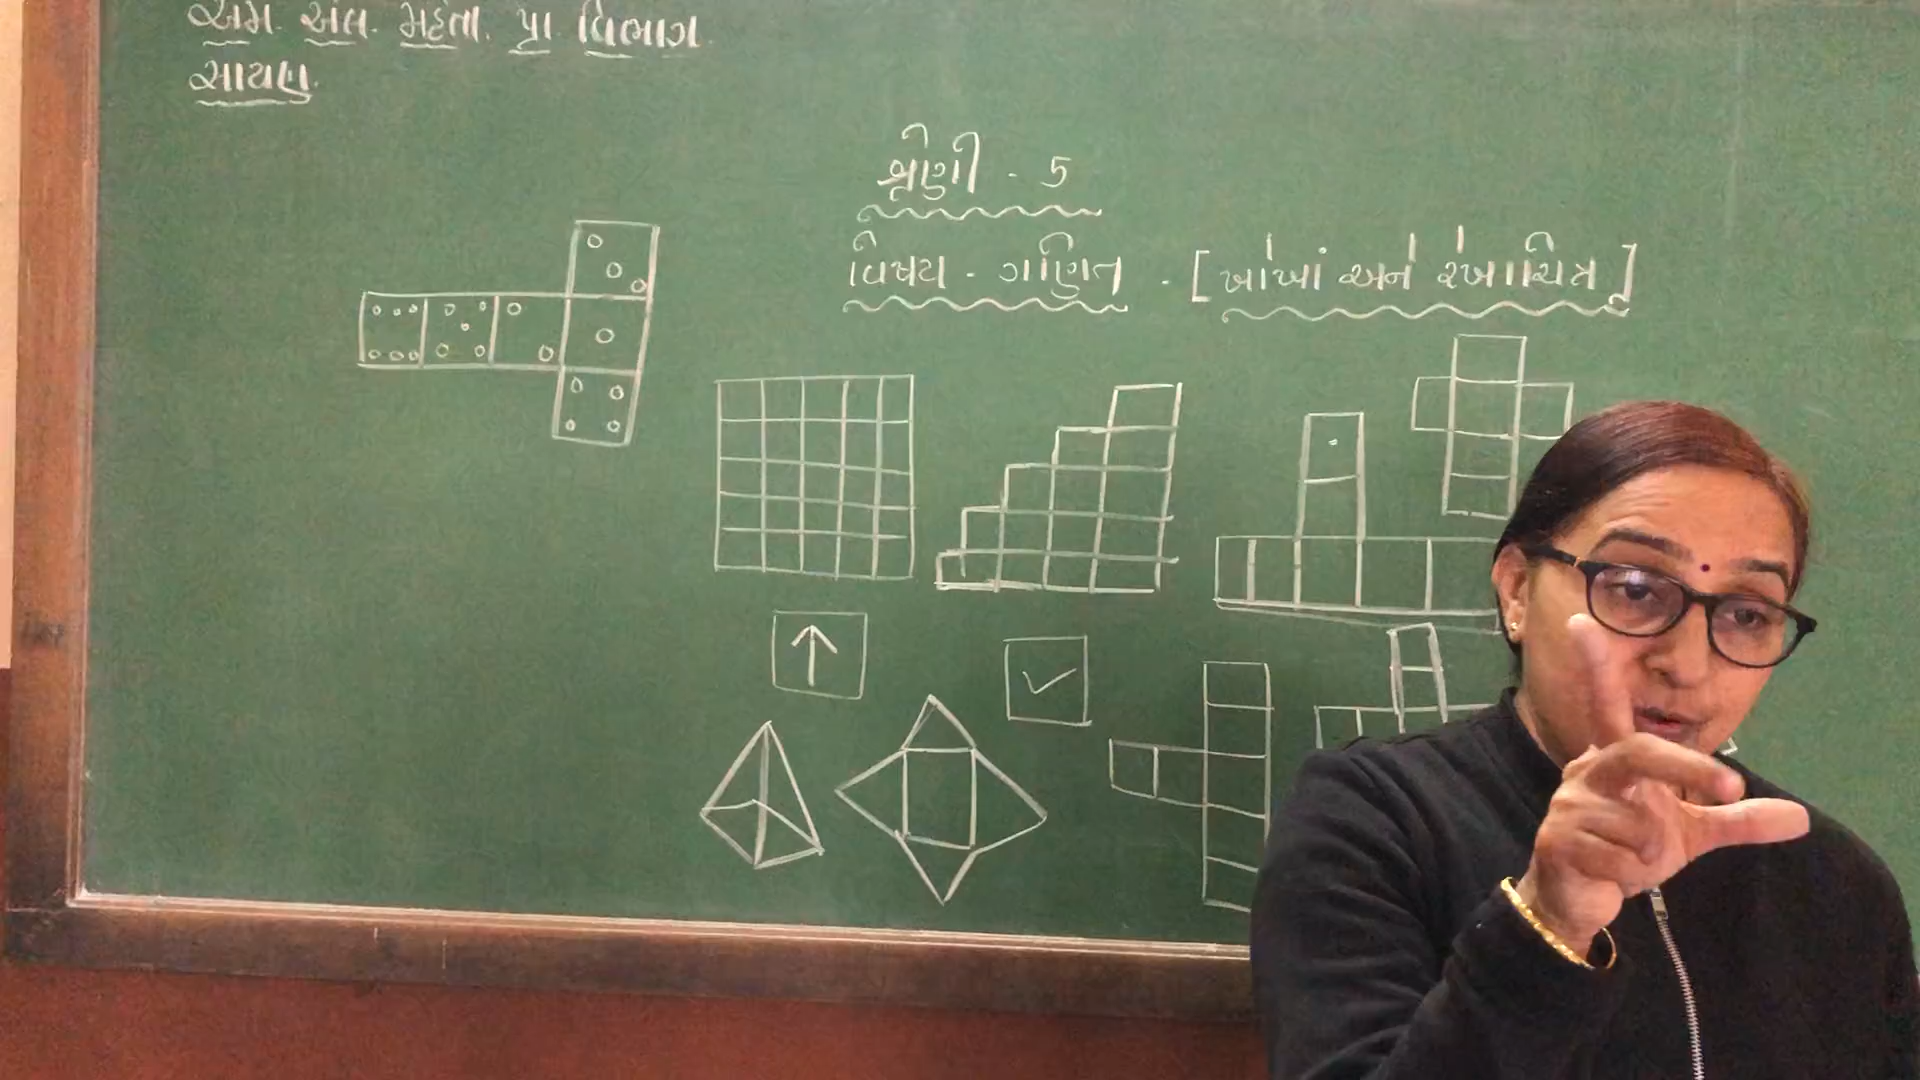 એમ. એલ. મહેતા. પ્રા. વિભાગ.
સાયણ.
શ્રેણી - 5
વિષય - ગણિત - [ખોખાં અને રેખાચિત્ર]